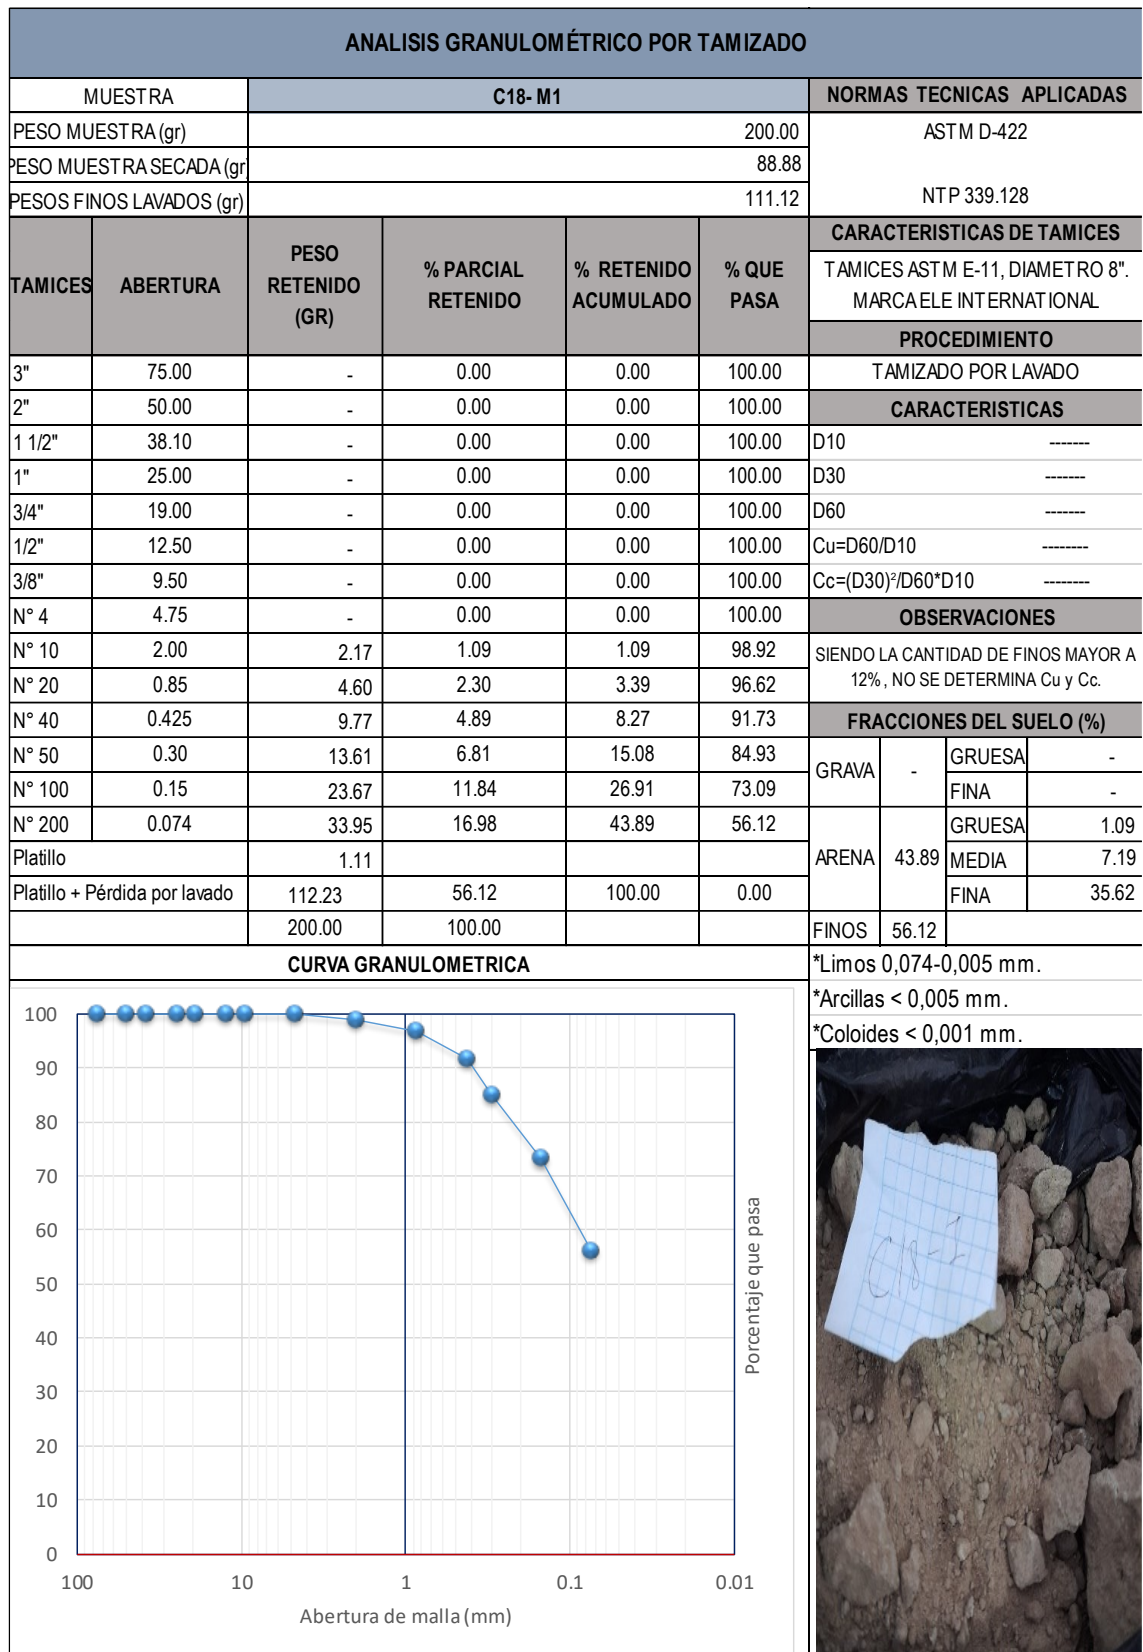 ANALISIS GRANULOMÉTRICO POR TAMIZADO
MUESTRA C18- M1 NORMAS TECNICAS APLICADAS
PESO MUESTRA (gr) 200.00 ASTM D-422
PESO MUESTRA SECADA (gr) 88.88
PESOS FINOS LAVADOS (gr) 111.12 NTP 339.128
TAMICES ABERTURA PESO RETENIDO (GR) % PARCIAL RETENIDO % RETENIDO ACUMULADO % QUE PASA
CARACTERISTICAS DE TAMICES
TAMICES ASTM E-11, DIAMETRO 8".
MARCA ELE INTERNATIONAL
PROCEDIMIENTO
3" 75.00 - 0.00 0.00 100.00 TAMIZADO POR LAVADO
2" 50.00 - 0.00 0.00 100.00 CARACTERISTICAS
1 1/2" 38.10 - 0.00 0.00 100.00 D10 -------
1" 25.00 - 0.00 0.00 100.00 D30 -------
3/4" 19.00 - 0.00 0.00 100.00 D60 -------
1/2" 12.50 - 0.00 0.00 100.00 Cu=D60/D10 --------
3/8" 9.50 - 0.00 0.00 100.00 Cc=(D30)²/D60*D10 --------
N° 4 4.75 - 0.00 0.00 100.00 OBSERVACIONES
N° 10 2.00 2.17 1.09 1.09 98.92 SIENDO LA CANTIDAD DE FINOS MAYOR A
N° 20 0.85 4.60 2.30 3.39 96.62 12%, NO SE DETERMINA Cu y Cc.
N° 40 0.425 9.77 4.89 8.27 91.73 FRACCIONES DEL SUELO (%)
N° 50 0.30 13.61 6.81 15.08 84.93 GRAVA - GRUESA -
N° 100 0.15 23.67 11.84 26.91 73.09 FINA -
N° 200 0.074 33.95 16.98 43.89 56.12 GRUESA 1.09
Platillo 1.11 ARENA 43.89 MEDIA 7.19
Platillo + Pérdida por lavado 112.23 56.12 100.00 0.00 FINA 35.62
200.00 100.00 FINOS 56.12
CURVA GRANULOMETRICA *Limos 0,074-0,005 mm.
*Arcillas < 0,005 mm.
*Coloides < 0,001 mm.
100
90
80
70
60
50
40
30
20
10
0
100 10 1 0.1 0.01
Abertura de malla (mm)
Porcentaje que pasa
C18-1